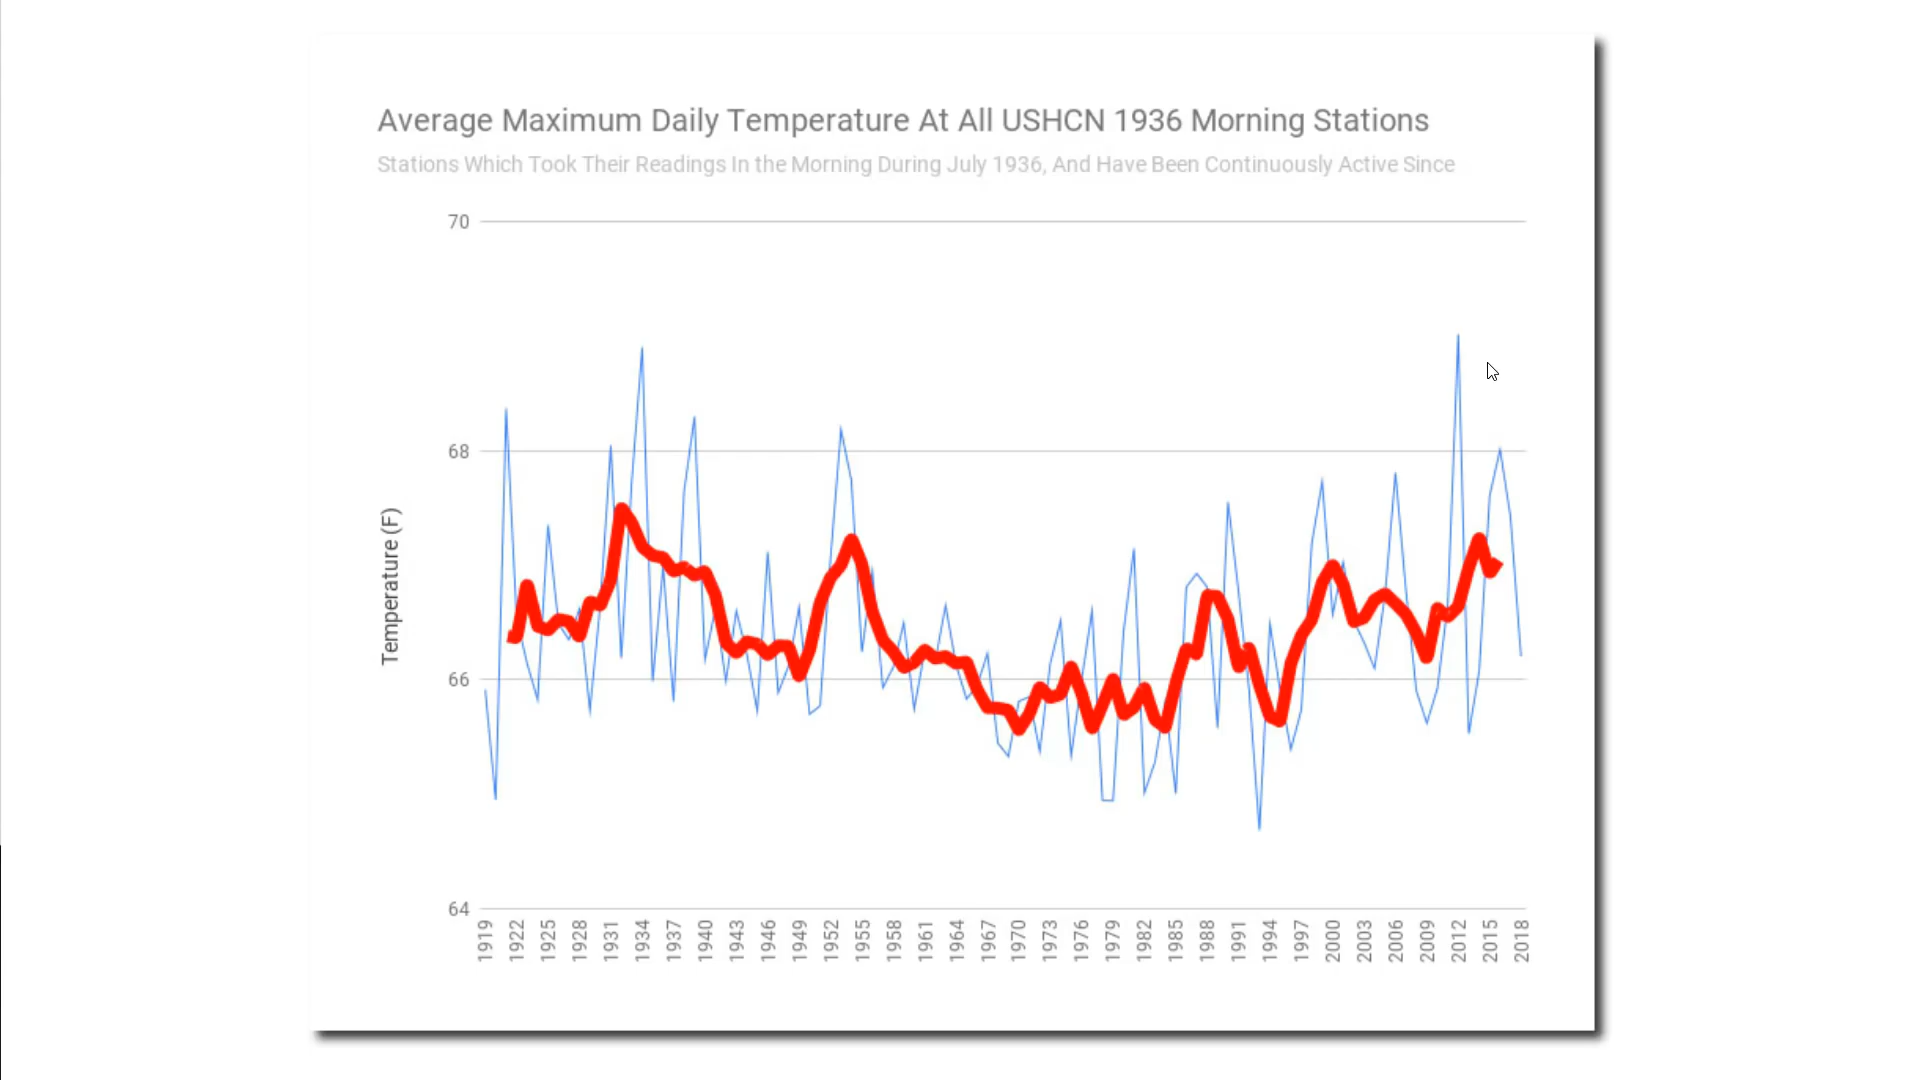 Average Maximum Daily Temperature At All USHCN 1936 Morning Stations
Stations Which Took Their Readings In the Morning During July 1936, And Have Been Continuously Active Since
70
68
66
64
Temperature (F)
1919 1922 1925 1928 1931 1934 1937 1940 1943 1946 1949 1952 1955 1958 1961 1964 1967 1970 1973 1976 1979 1982 1985 1988 1991 1994 1997 2000 2003 2006 2009 2012 2015 2018